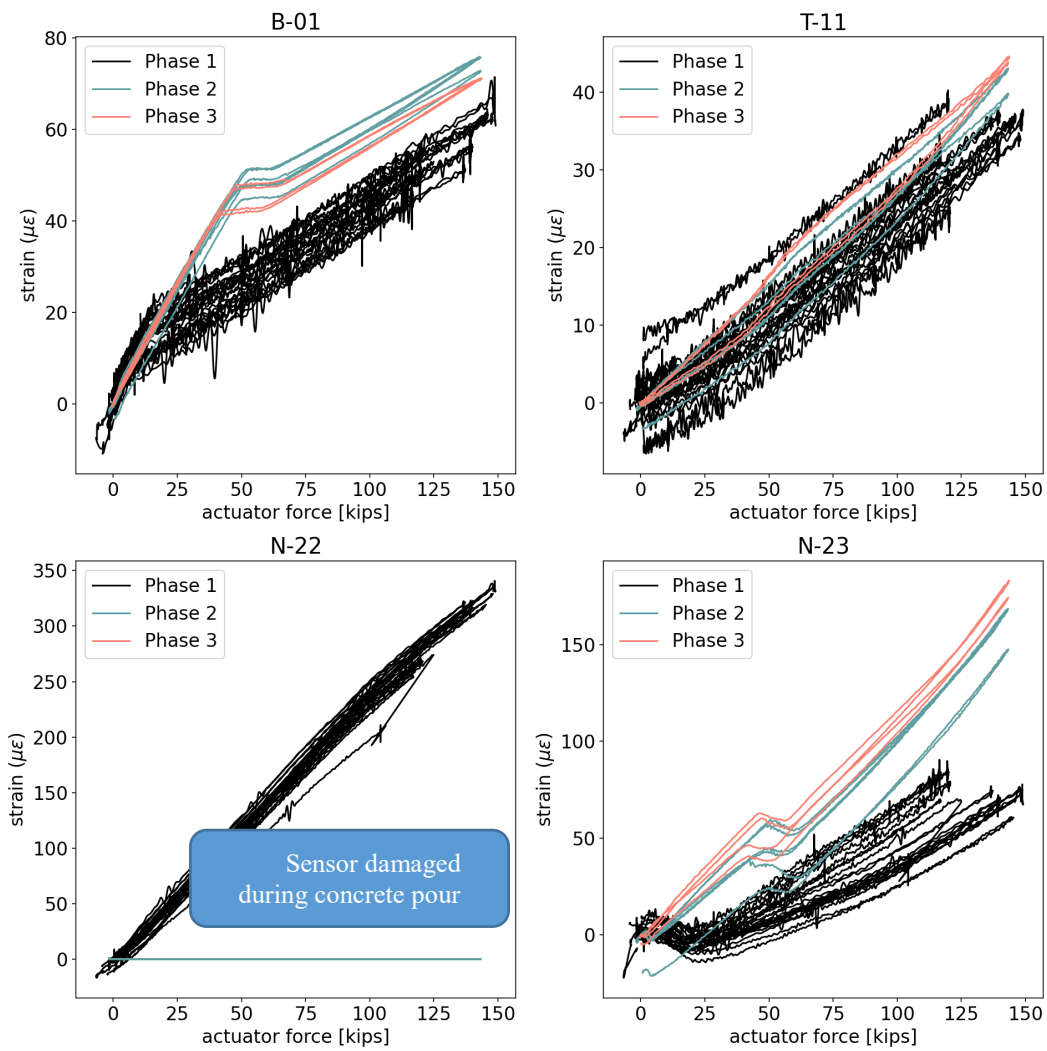 B-01
Phase 1
Phase 2
Phase 3
80
60
40
20
0
strain (με)
0 25 50 75 100 125 150
actuator force [kips]
T-11
Phase 1
Phase 2
Phase 3
40
30
20
10
0
strain (με)
0 25 50 75 100 125 150
actuator force [kips]
N-22
Phase 1
Phase 2
Phase 3
350
300
250
200
150
100
50
0
strain (με)
Sensor damaged
during concrete pour
0 25 50 75 100 125 150
actuator force [kips]
N-23
Phase 1
Phase 2
Phase 3
150
100
50
0
strain (με)
0 25 50 75 100 125 150
actuator force [kips]